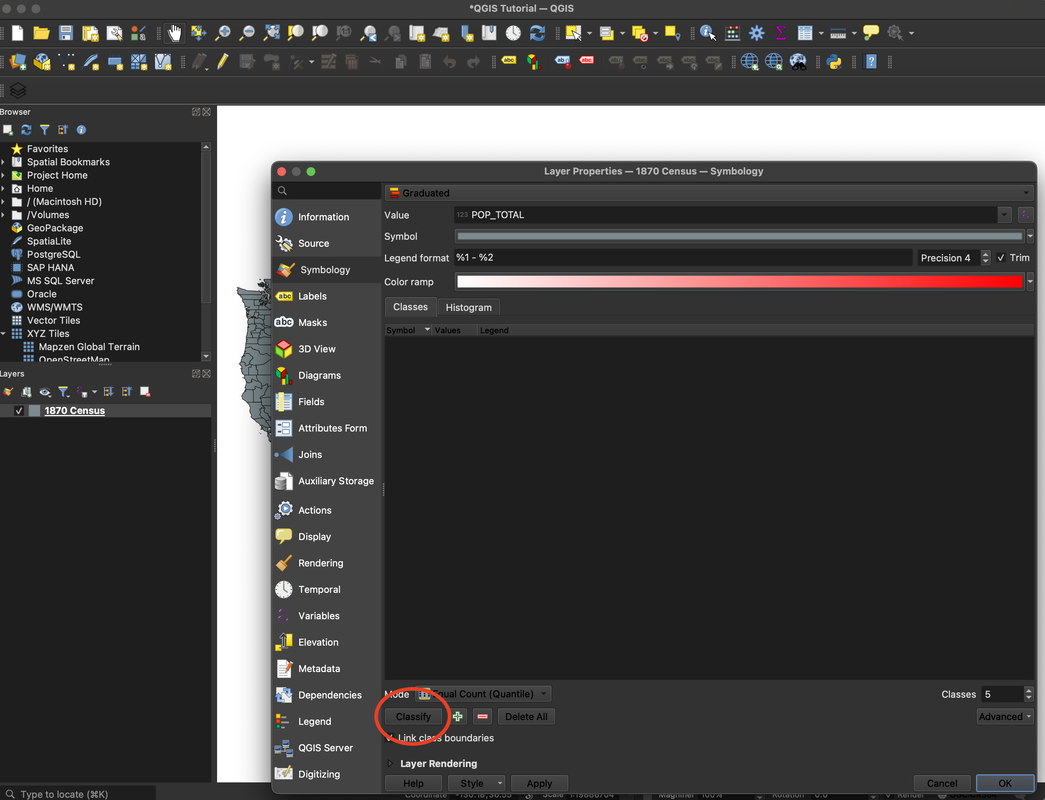 *QGIS Tutorial — QGIS
Browser
Favorites
Spatial Bookmarks
Project Home
Home
/ (Macintosh HD)
/Volumes
GeoPackage
SpatiaLite
PostgreSQL
SAP HANA
MS SQL Server
Oracle
WMS/WMTS
Vector Tiles
XYZ Tiles
Mapzen Global Terrain
OpenStreetMap
Layers
1870 Census
Layer Properties — 1870 Census — Symbology
Information
Source
Symbology
Labels
Masks
3D View
Diagrams
Fields
Attributes Form
Joins
Auxiliary Storage
Actions
Display
Rendering
Temporal
Variables
Elevation
Metadata
Dependencies
Legend
QGIS Server
Digitizing
Graduated
Value 123 POP_TOTAL
Symbol
Legend format %1 - %2 Precision 4 Trim
Color ramp
Classes Histogram
Symbol Values Legend
Mode Equal Count (Quantile) Classes 5
Classify Delete All Advanced
Link class boundaries
Layer Rendering
Help Style Apply Cancel OK
Type to locate (⌘K) Coordinate Scale Magnifier 100% Rotation 0.0 Render